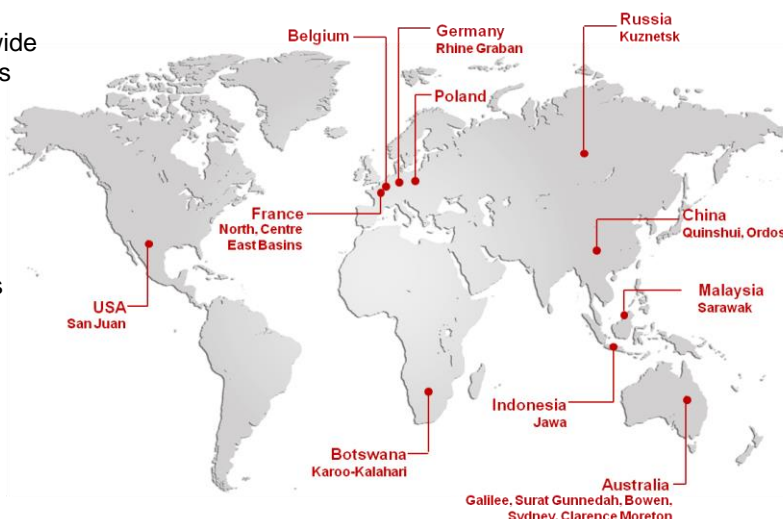 wide
s
s
Belgium
Germany
Rhine Graban
Russia
Kuznetsk
Poland
France
North, Centre
East Basins
China
Quinshui, Ordos
USA
San Juan
Malaysia
Sarawak
Indonesia
Jawa
Botswana
Karoo-Kalahari
Australia
Galilee, Surat Gunnedah, Bowen,
Sydney, Clarence Moreton